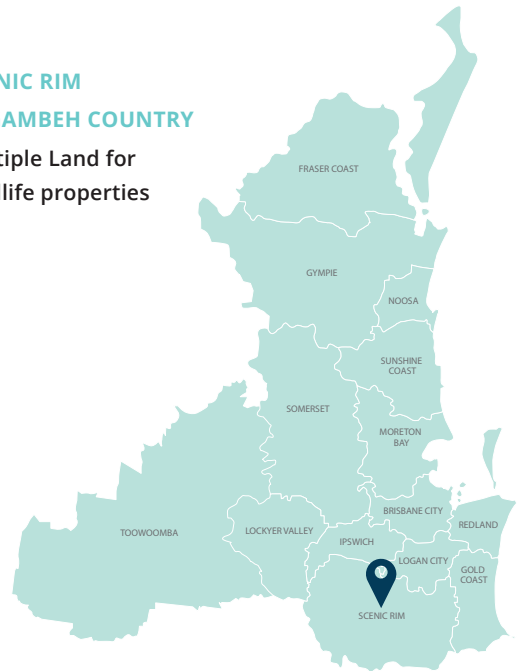 NIC RIM
AMBEH COUNTRY
tiple Land for
llife properties
FRASER COAST
GYMPIE
NOOSA
SUNSHINE
COAST
SOMERSET
MORETON
BAY
BRISBANE CITY
REDLAND
TOOWOOMBA
LOCKYER VALLEY
IPSWICH
LOGAN CITY
GOLD
COAST
SCENIC RIM